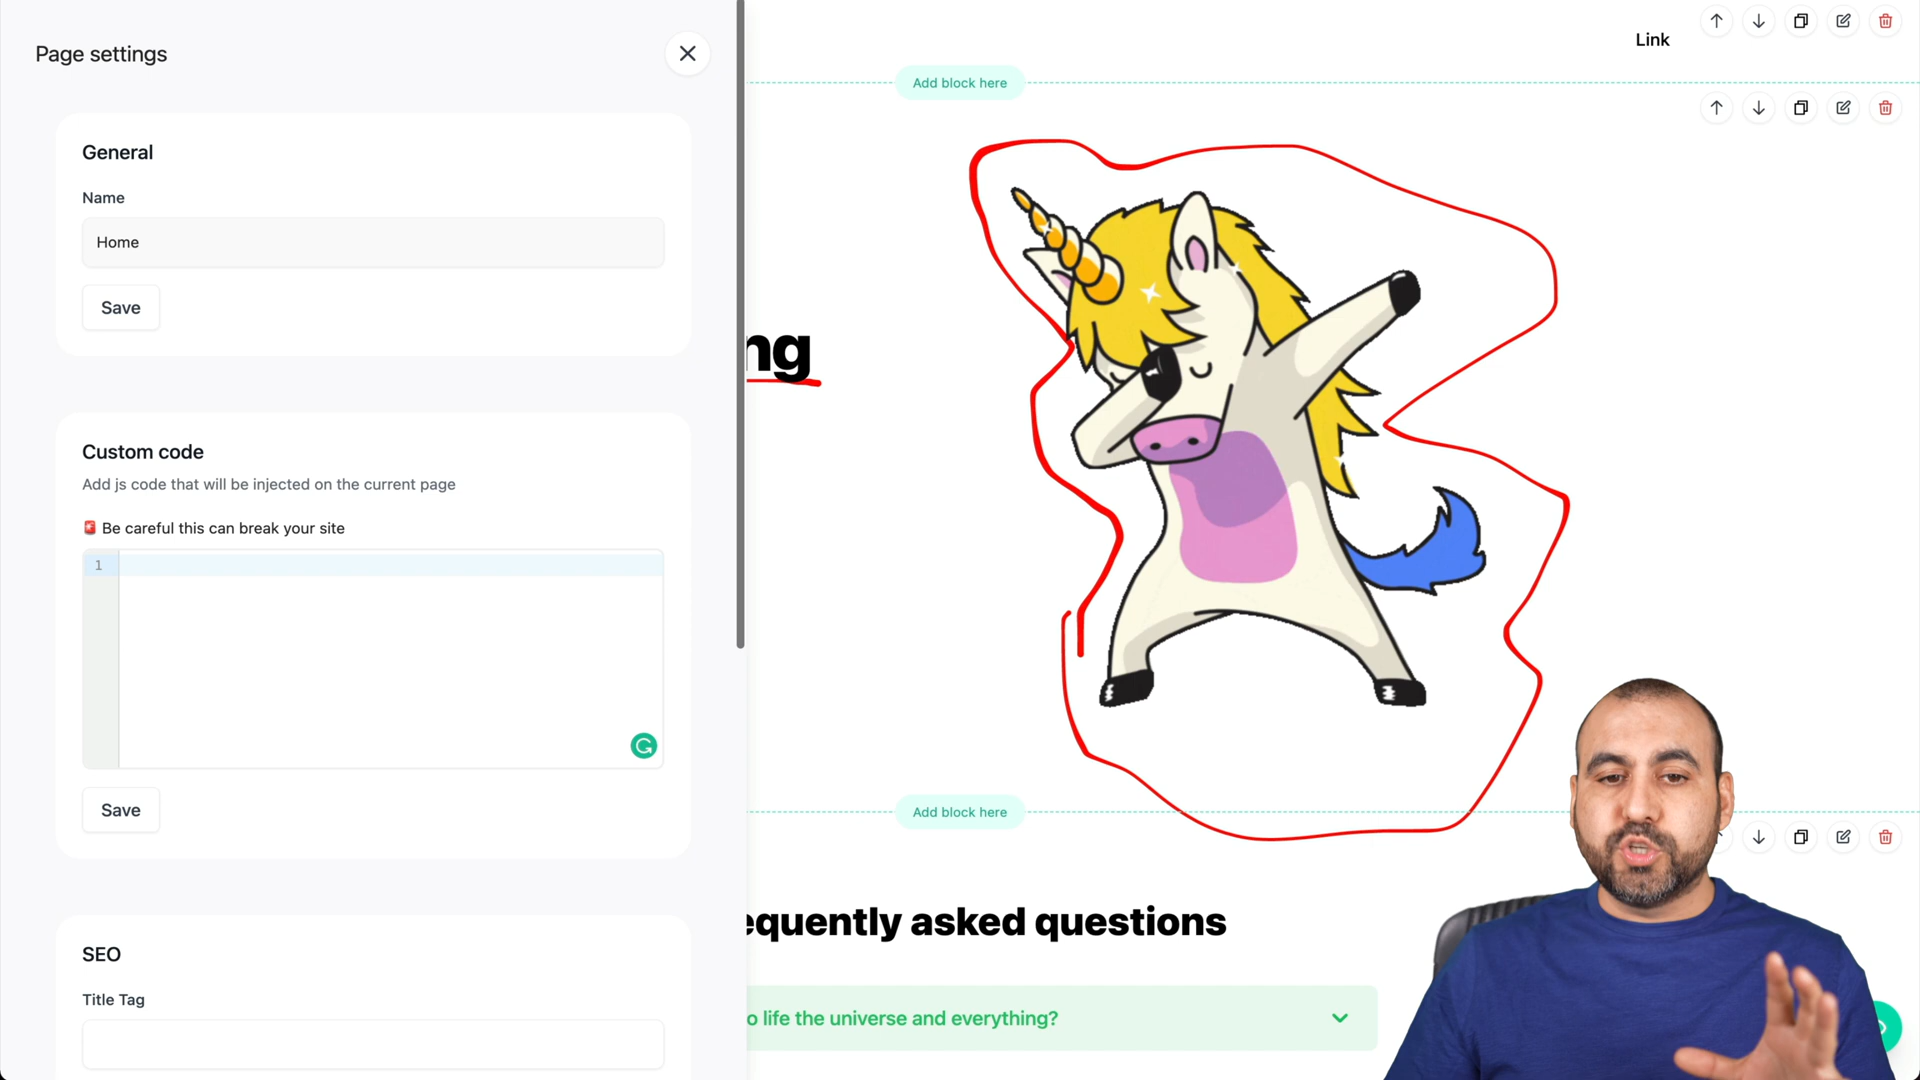 Page settings
General
Name
Home
Save
Custom code
Add js code that will be injected on the current page
Be careful this can break your site
1
Save
SEO
Title Tag
Link
Add block here
ng
Add block here
equently asked questions
o life the universe and everything?